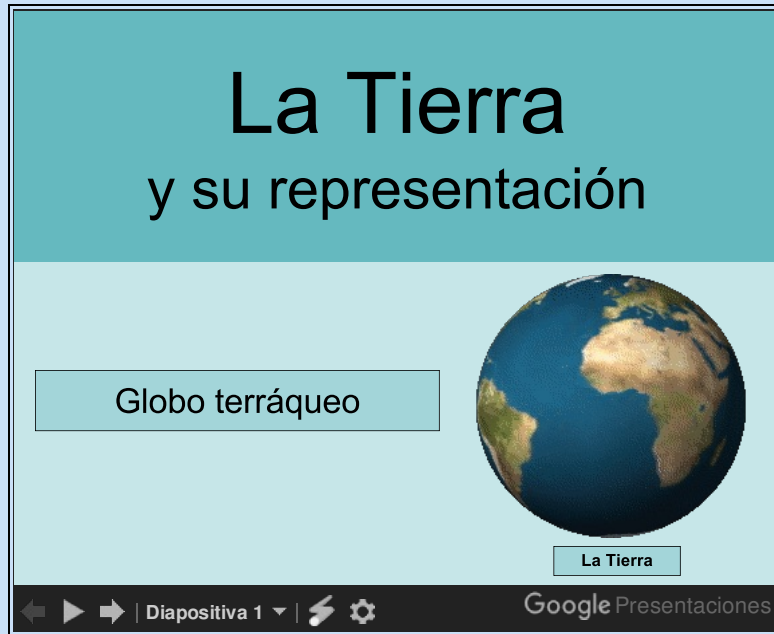 La Tierra
y su representación
Globo terráqueo
La Tierra
| Diapositiva 1 |
Google Presentaciones